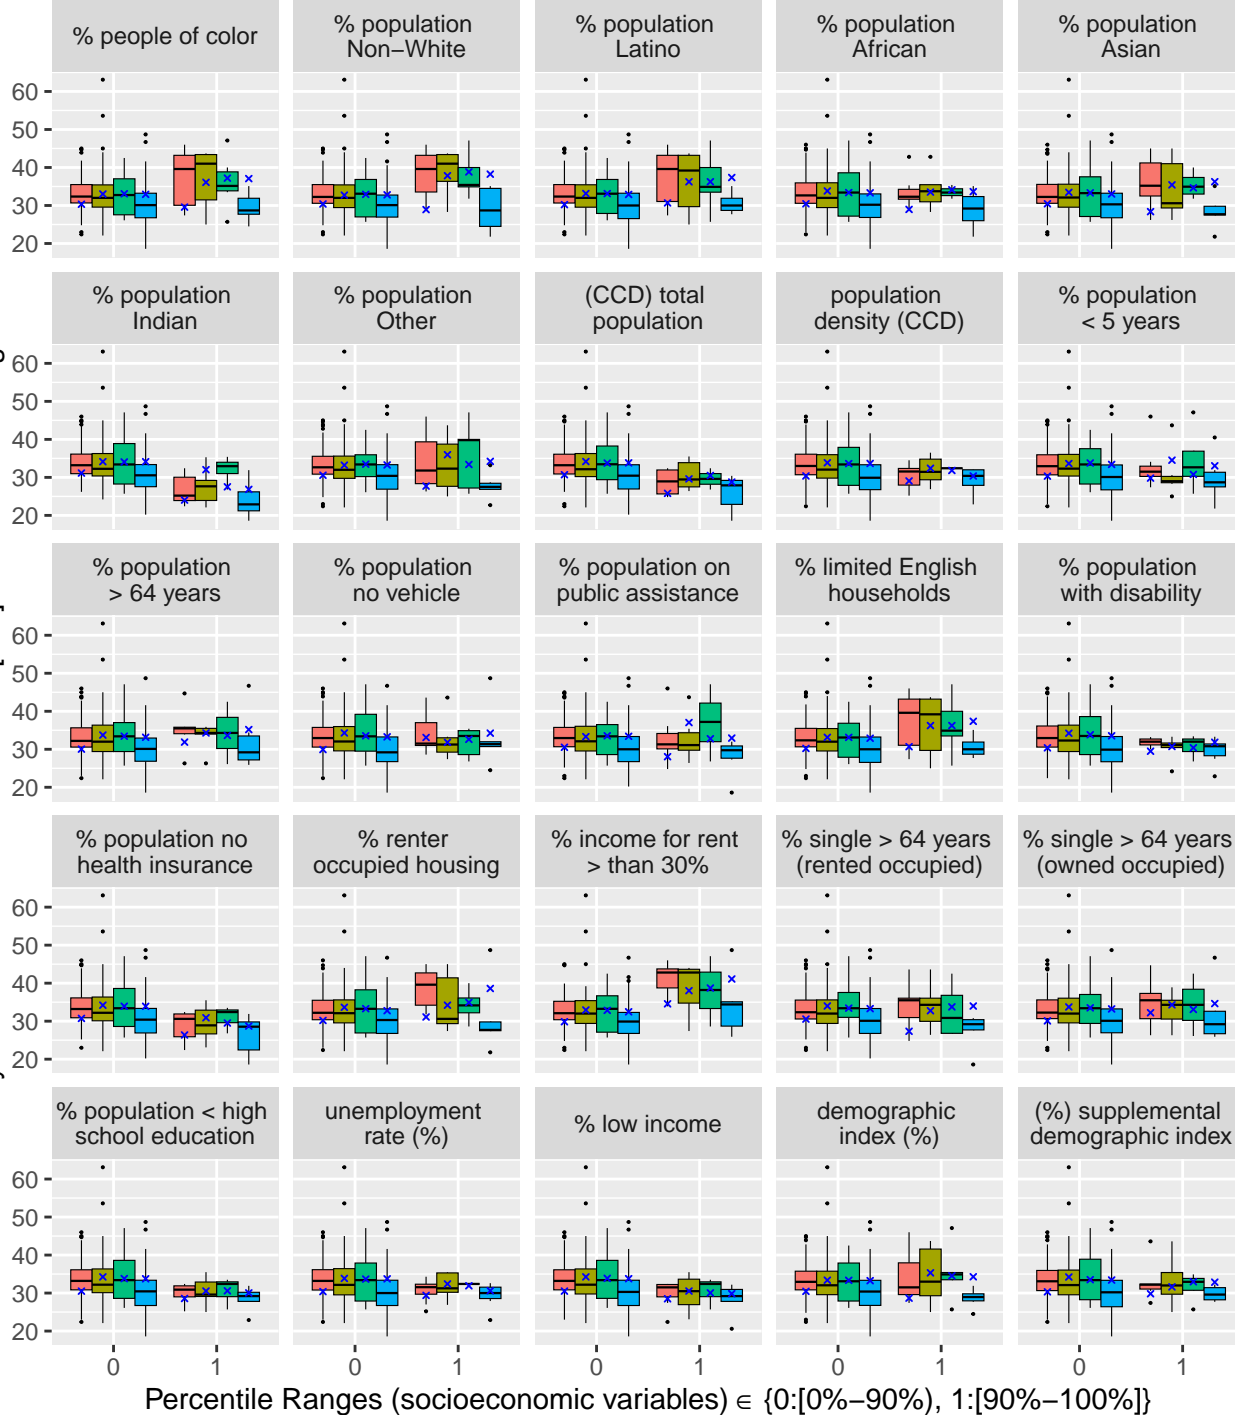 % people of color
% population
Non−White
% population
Latino
% population
African
% population
Asian
60
50
40
30
20
% population
Indian
% population
Other
(CCD) total
population
population
density (CCD)
% population
< 5 years
60
50
40
30
20
% population
> 64 years
% population
no vehicle
% population on
public assistance
% limited English
households
% population
with disability
60
50
40
30
20
% population no
health insurance
% renter
occupied housing
% income for rent
> than 30%
% single > 64 years
(rented occupied)
% single > 64 years
(owned occupied)
60
50
40
30
20
% population < high
school education
unemployment
rate (%)
% low income
demographic
index (%)
(%) supplemental
demographic index
60
50
40
30
20
0 1 0 1 0 1 0 1 0 1
Percentile Ranges (socioeconomic variables) ∈ {0:[0%−90%), 1:[90%−100%]}